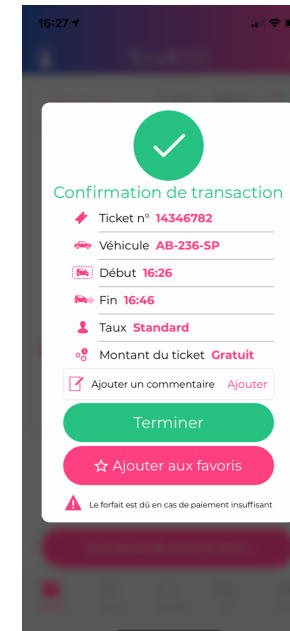 16:27
Confirmation de transaction
Ticket n° 14346782
Véhicule AB-236-SP
Début 16:26
Fin 16:46
Taux Standard
Montant du ticket Gratuit
Ajouter un commentaire Ajouter
Terminer
Ajouter aux favoris
Le forfait est dû en cas de paiement insuffisant